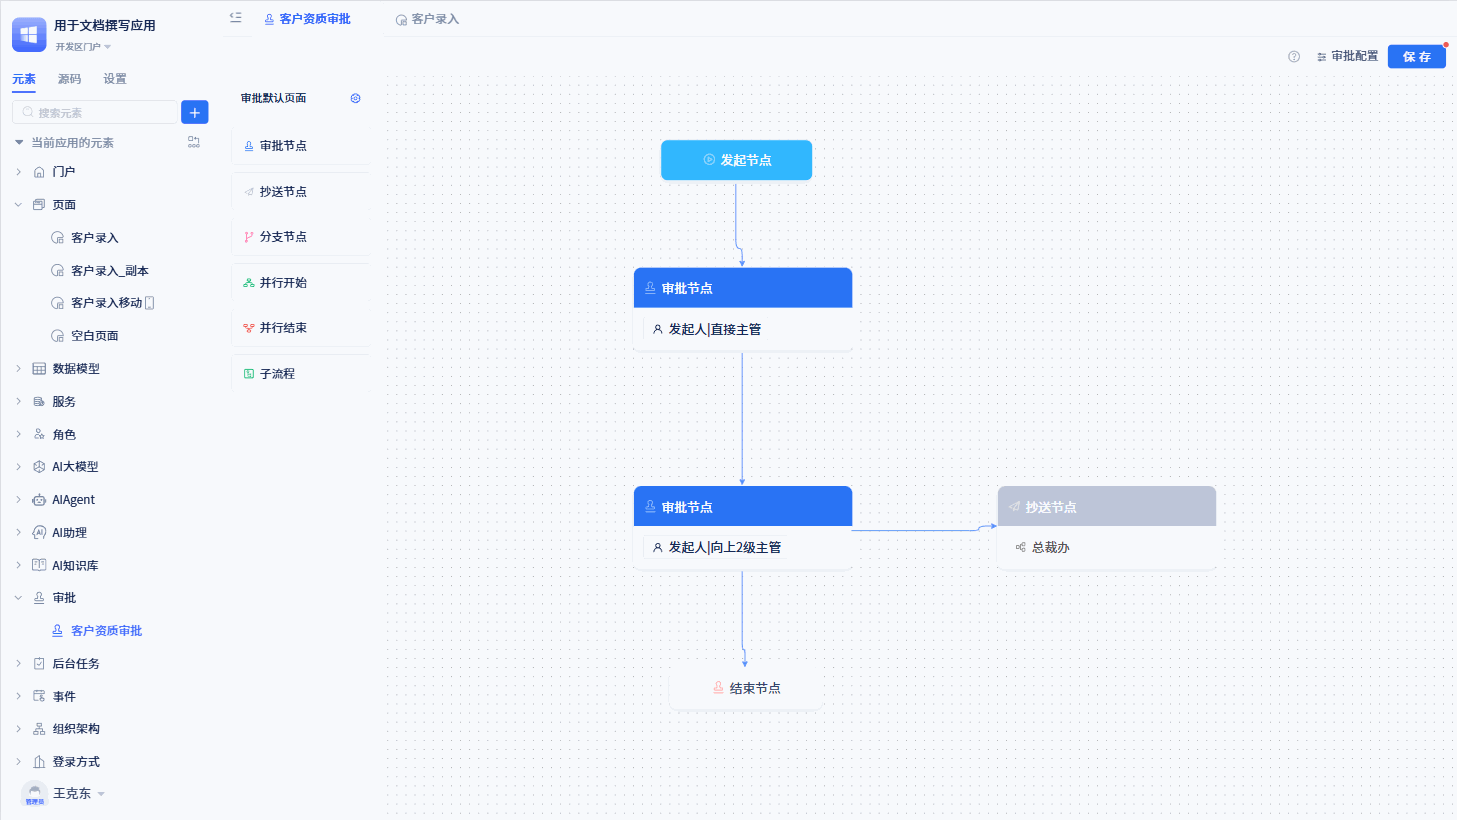 用于文档撰写应用
开发区门户
元素
源码
设置
搜索元素
当前应用的元素
门户
页面
客户录入
客户录入_副本
客户录入移动
空白页面
数据模型
服务
角色
AI大模型
AIAgent
AI助理
AI知识库
审批
客户资质审批
后台任务
事件
组织架构
登录方式
管理员
王克东
客户资质审批
客户录入
审批配置
保存
审批默认页面
审批节点
抄送节点
分支节点
并行开始
并行结束
子流程
发起节点
审批节点
发起人|直接主管
审批节点
发起人|向上2级主管
抄送节点
总裁办
结束节点